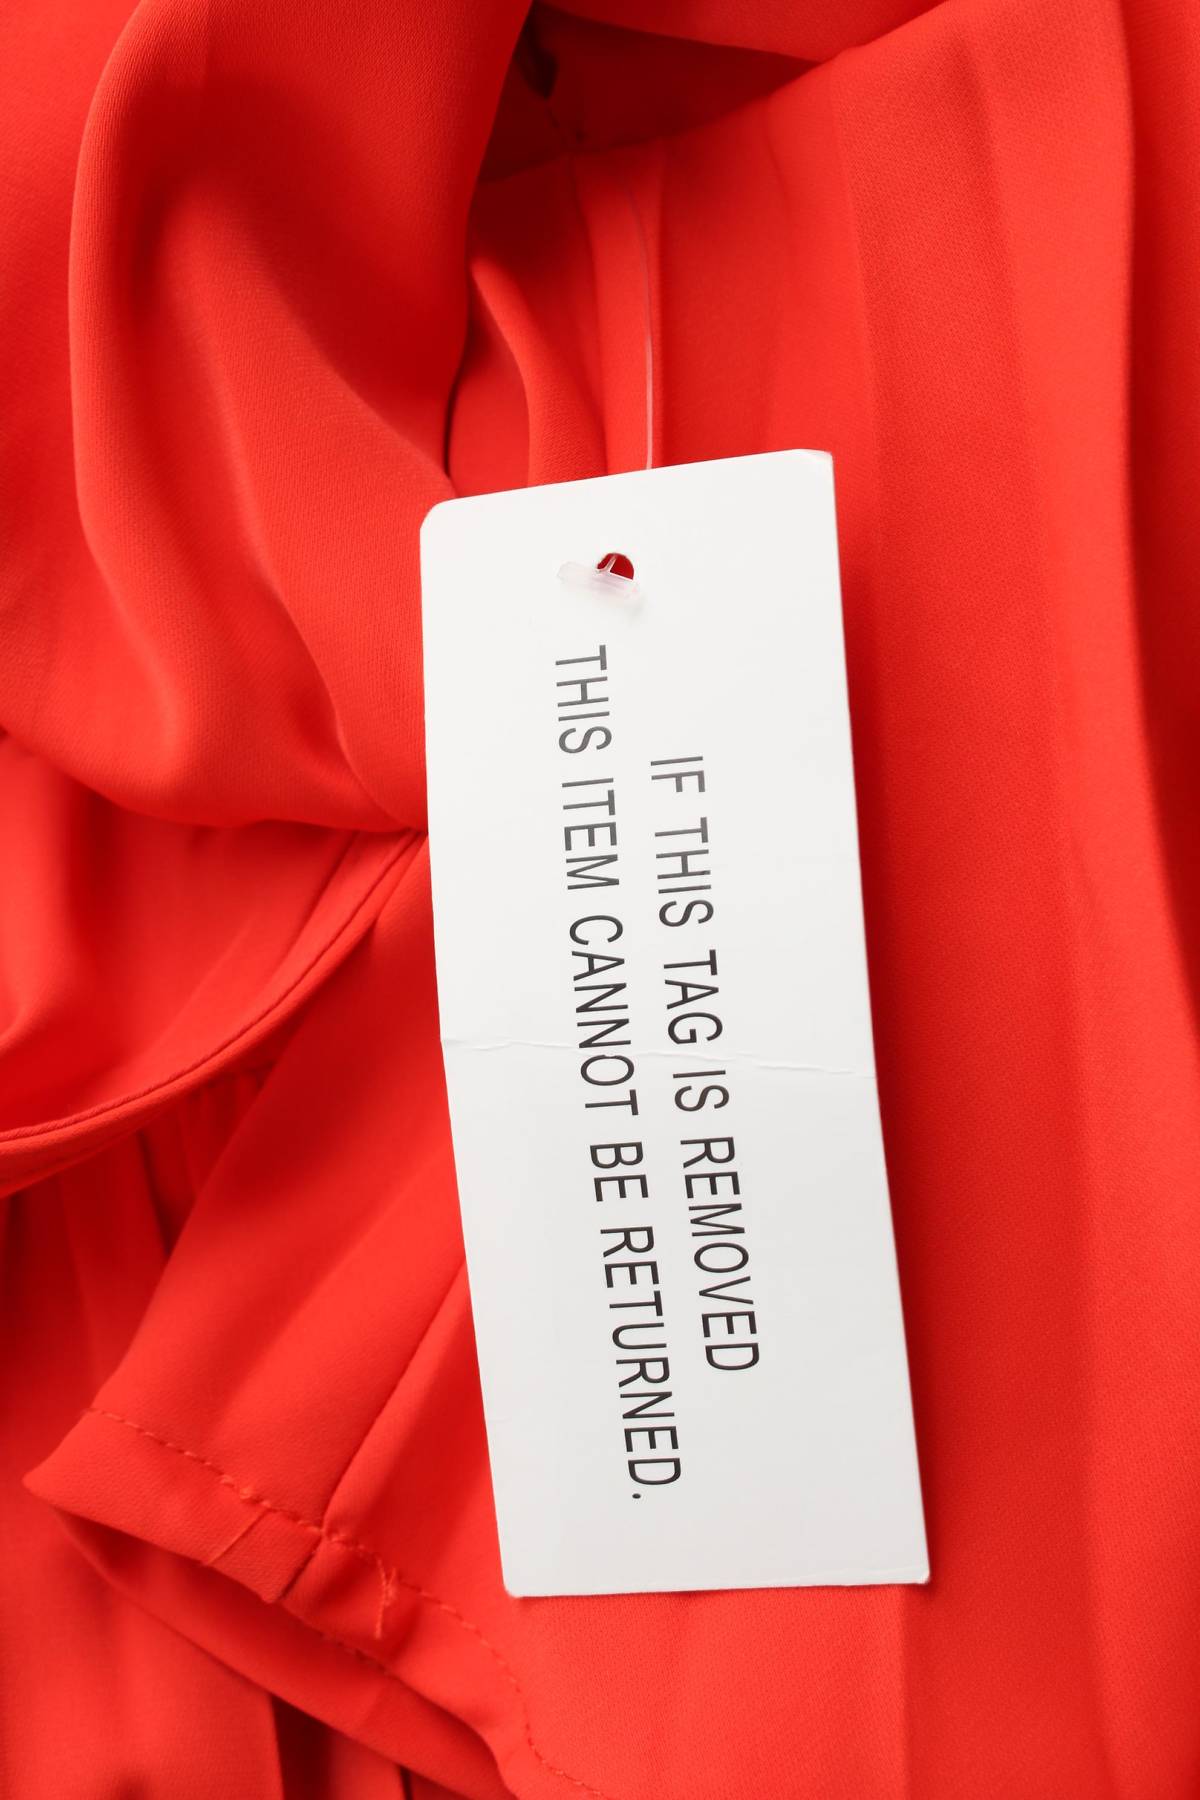 IF THIS TAG IS REMOVED
THIS ITEM CANNOT BE RETURNED.